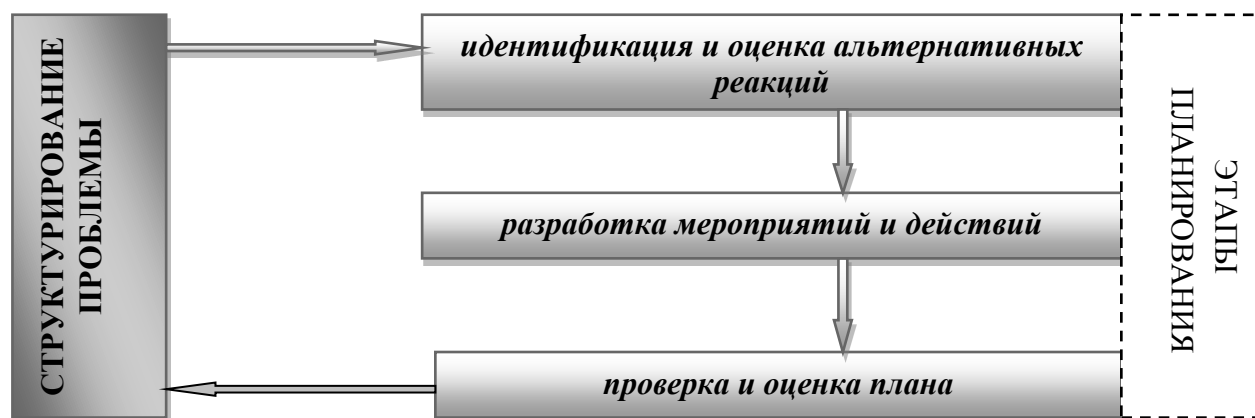 СТРУКТУРИРОВАНИЕ
ПРОБЛЕМЫ
идентификация и оценка альтернативных
реакций
разработка мероприятий и действий
проверка и оценка плана
ЭТАПЫ
ПЛАНИРОВАНИЯ